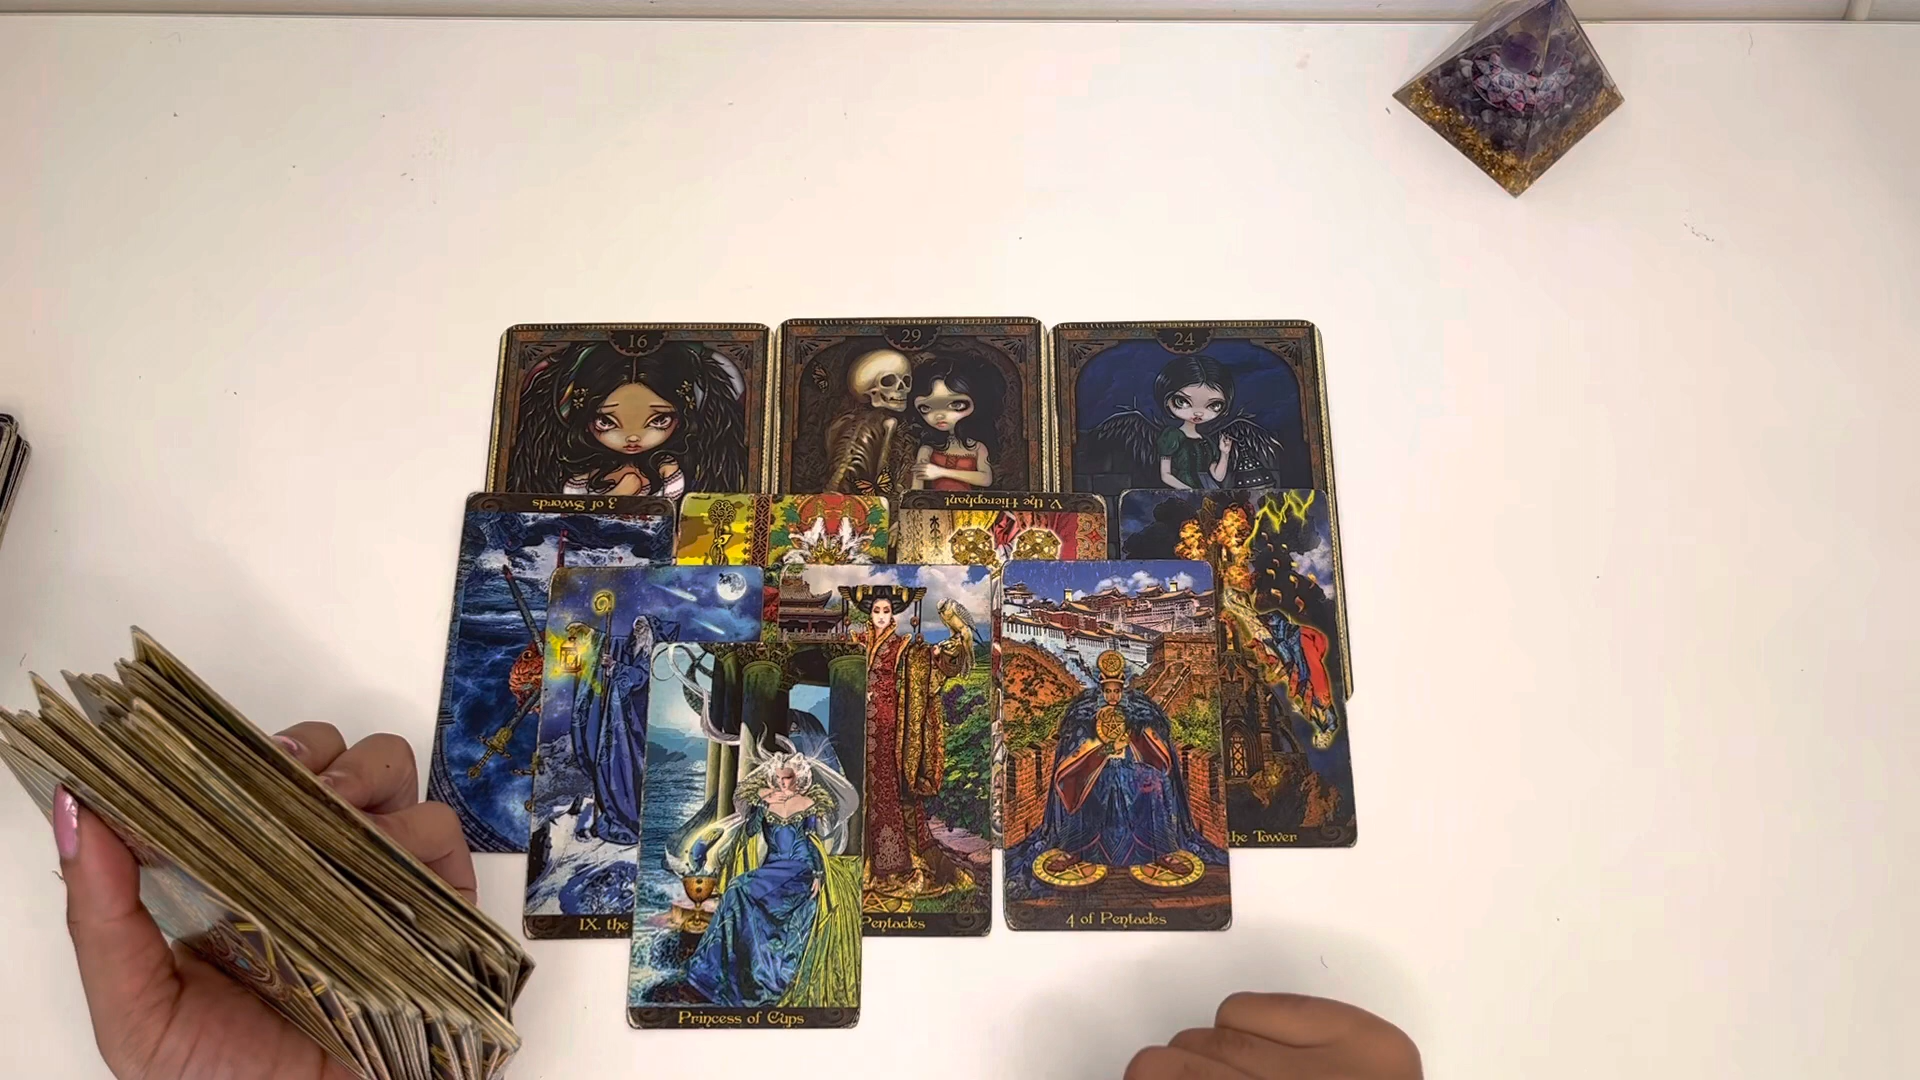 16
29
24
3 of Swords
V. the Hierophant
the Tower
IX. the
Pentacles
4 of Pentacles
Princess of Cups